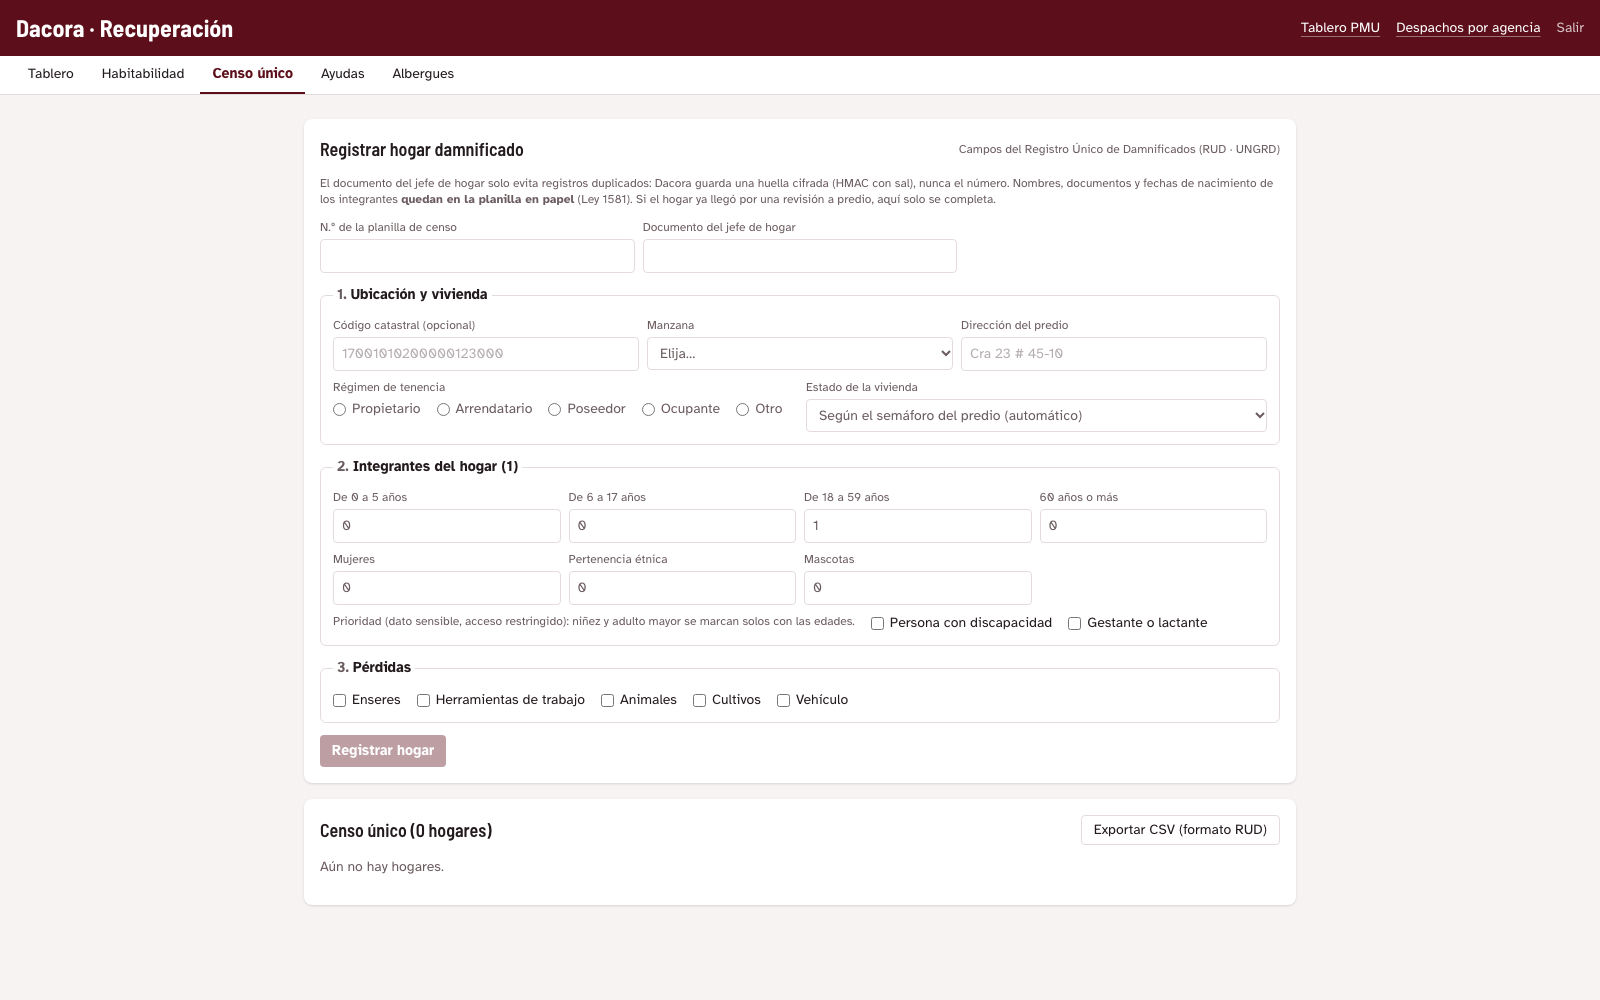 Dacora · Recuperación
Tablero PMU Despachos por agencia Salir
Tablero Habitabilidad Censo único Ayudas Albergues
Registrar hogar damnificado
Campos del Registro Único de Damnificados (RUD · UNGRD)
El documento del jefe de hogar solo evita registros duplicados: Dacora guarda una huella cifrada (HMAC con sal), nunca el número. Nombres, documentos y fechas de nacimiento de
los integrantes quedan en la planilla en papel (Ley 1581). Si el hogar ya llegó por una revisión a predio, aquí solo se completa.
N.° de la planilla de censo Documento del jefe de hogar
1. Ubicación y vivienda
Código catastral (opcional) Manzana Dirección del predio
17001010200000123000 Elija... Cra 23 # 45-10
Régimen de tenencia Estado de la vivienda
Propietario Arrendatario Poseedor Ocupante Otro Según el semáforo del predio (automático)
2. Integrantes del hogar (1)
De 0 a 5 años De 6 a 17 años De 18 a 59 años 60 años o más
0 0 1 0
Mujeres Pertenencia étnica Mascotas
0 0 0
Prioridad (dato sensible, acceso restringido): niñez y adulto mayor se marcan solos con las edades. Persona con discapacidad Gestante o lactante
3. Pérdidas
Enseres Herramientas de trabajo Animales Cultivos Vehículo
Registrar hogar
Censo único (0 hogares) Exportar CSV (formato RUD)
Aún no hay hogares.